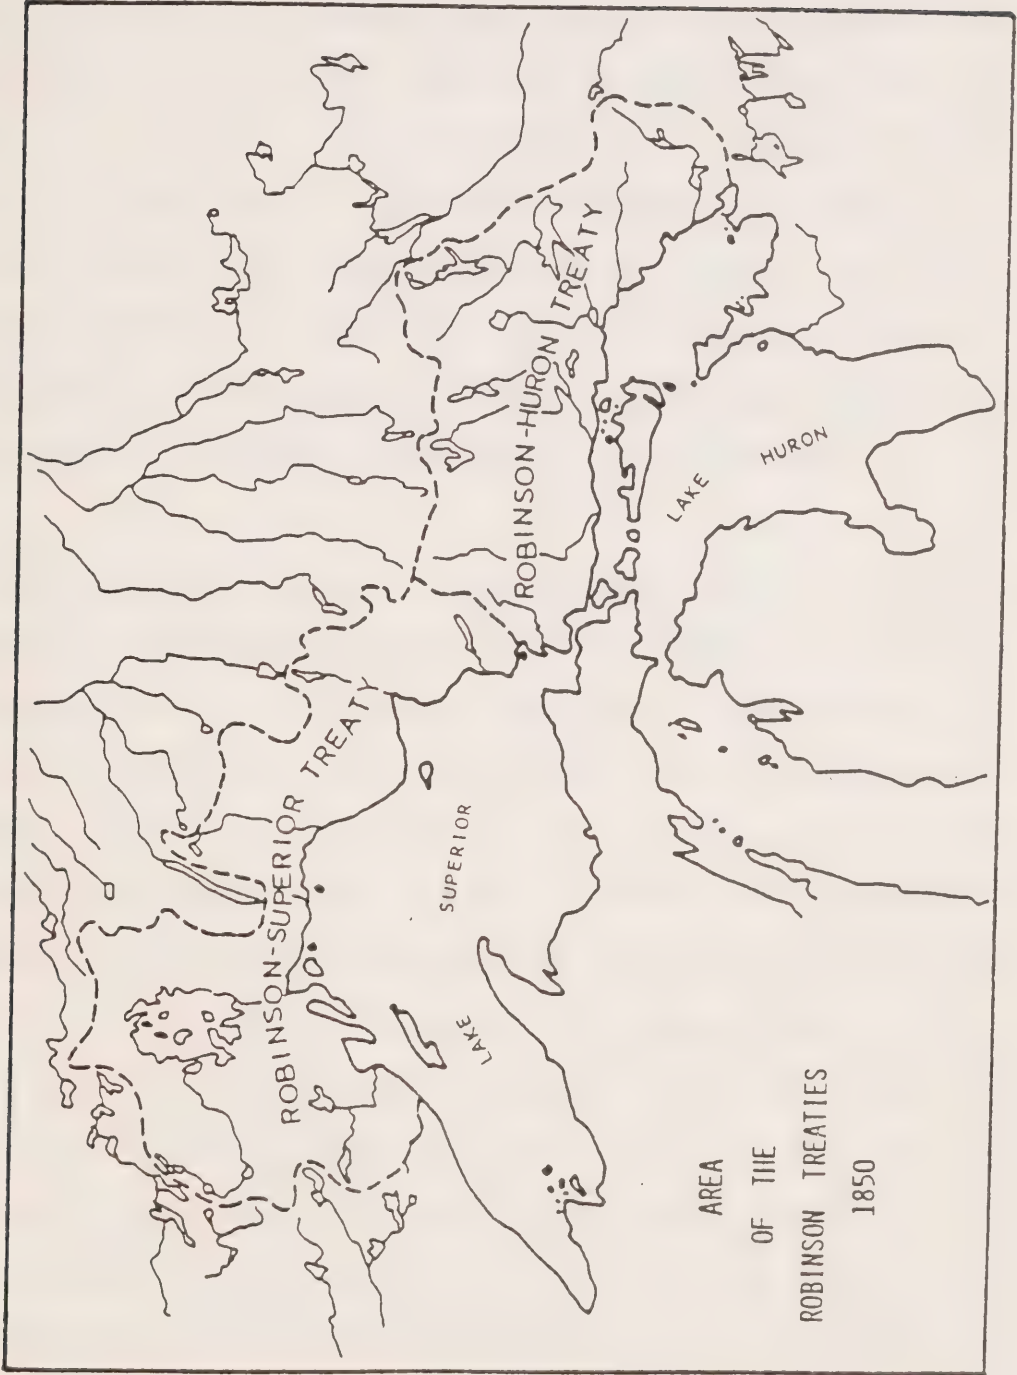 ROBINSON-SUPERIOR TREATY
ROBINSON-HURON TREATY
LAKE SUPERIOR
LAKE HURON
AREA
OF THE
ROBINSON TREATIES
1850